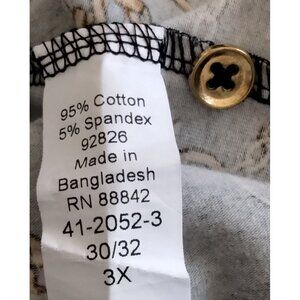 95% Cotton
5% Spandex
92826
Made in
Bangladesh
RN 88842
41-2052-3
30/32
3X